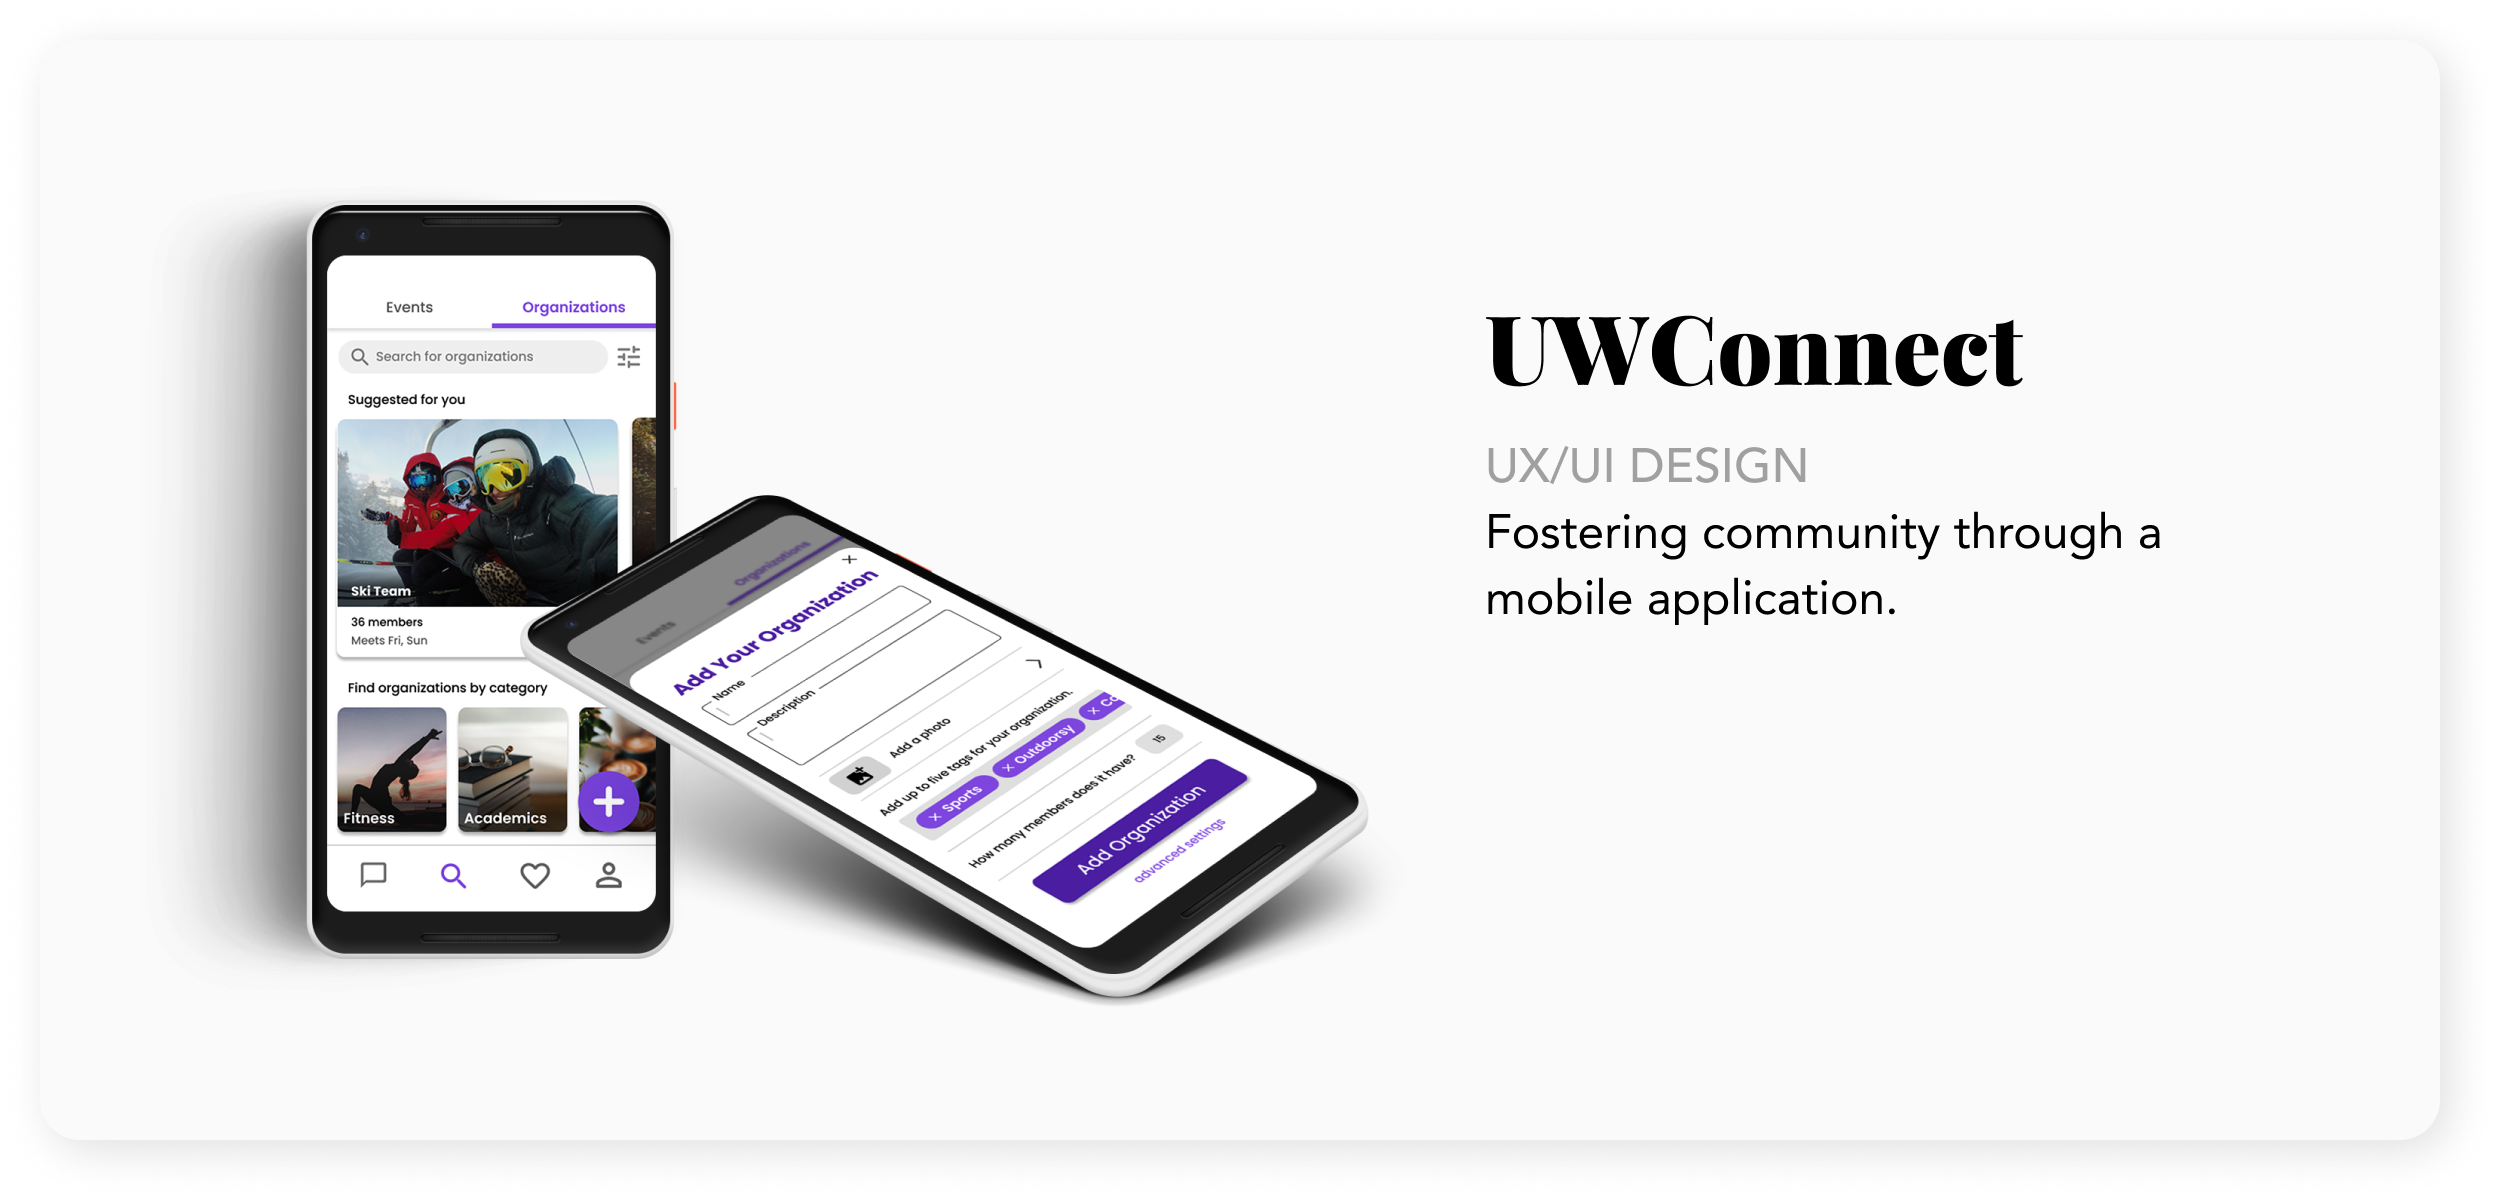 Events Organizations
Search for organizations
Suggested for you
Ski Team
36 members
Meets Fri, Sun
Find organizations by category
Fitness Academics
Events Organizations
Add Your Organization
Name
Description
Add a photo
Add up to five tags for your organization.
Sports Outdoorsy Co
How many members does it have? 15
Add Organization
advanced settings
UWConnect
UX/UI DESIGN
Fostering community through a
mobile application.